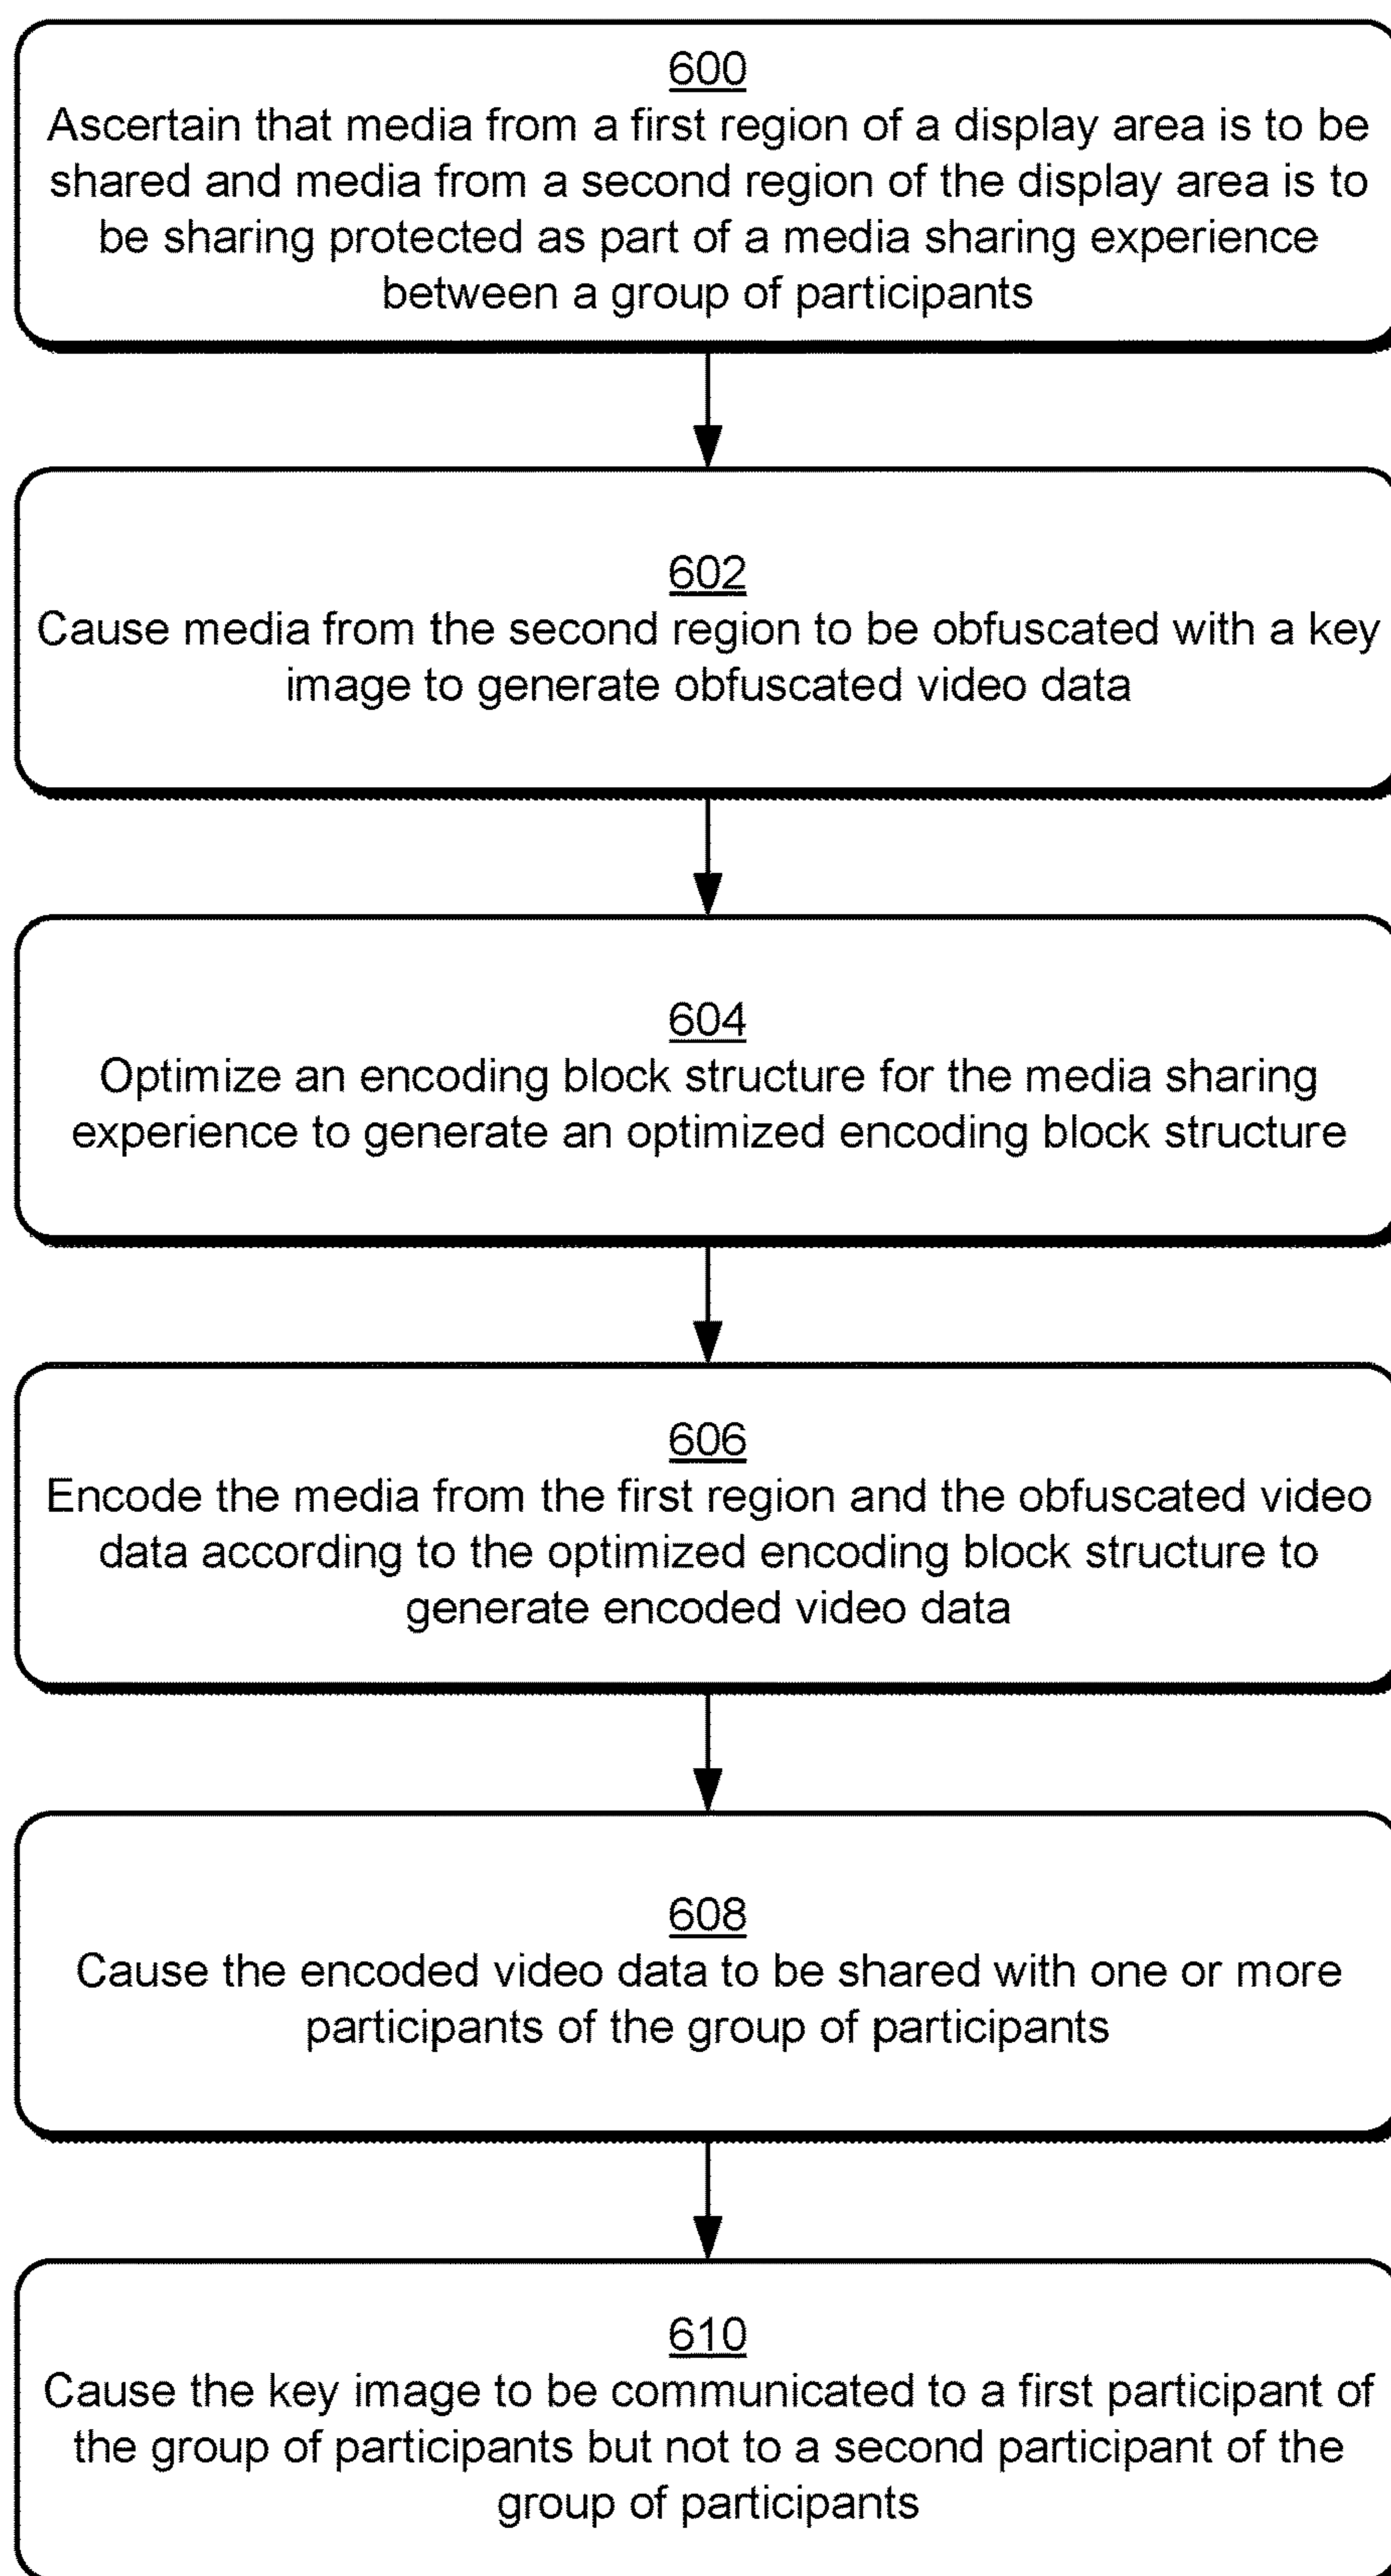 600
Ascertain that media from a first region of a display area is to be
shared and media from a second region of the display area is to
be sharing protected as part of a media sharing experience
between a group of participants
602
Cause media from the second region to be obfuscated with a key
image to generate obfuscated video data
604
Optimize an encoding block structure for the media sharing
experience to generate an optimized encoding block structure
606
Encode the media from the first region and the obfuscated video
data according to the optimized encoding block structure to
generate encoded video data
608
Cause the encoded video data to be shared with one or more
participants of the group of participants
610
Cause the key image to be communicated to a first participant of
the group of participants but not to a second participant of the
group of participants